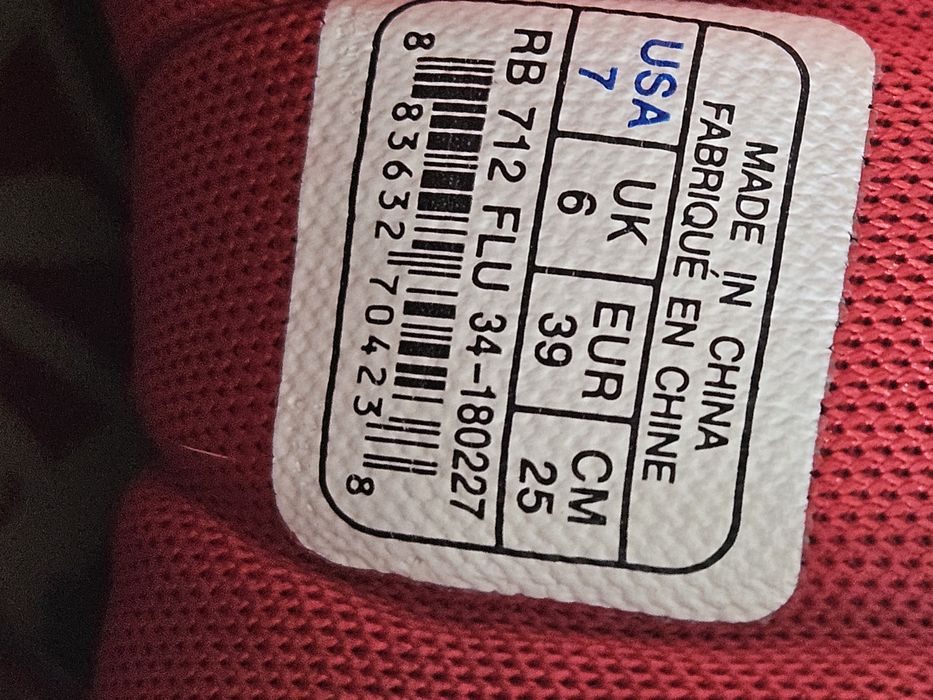 MADE IN CHINA
FABRIQUÉ EN CHINE
USA UK EUR CM
7 6 39 25
RB 712 FLU 34-180227
8 83632 70423 8